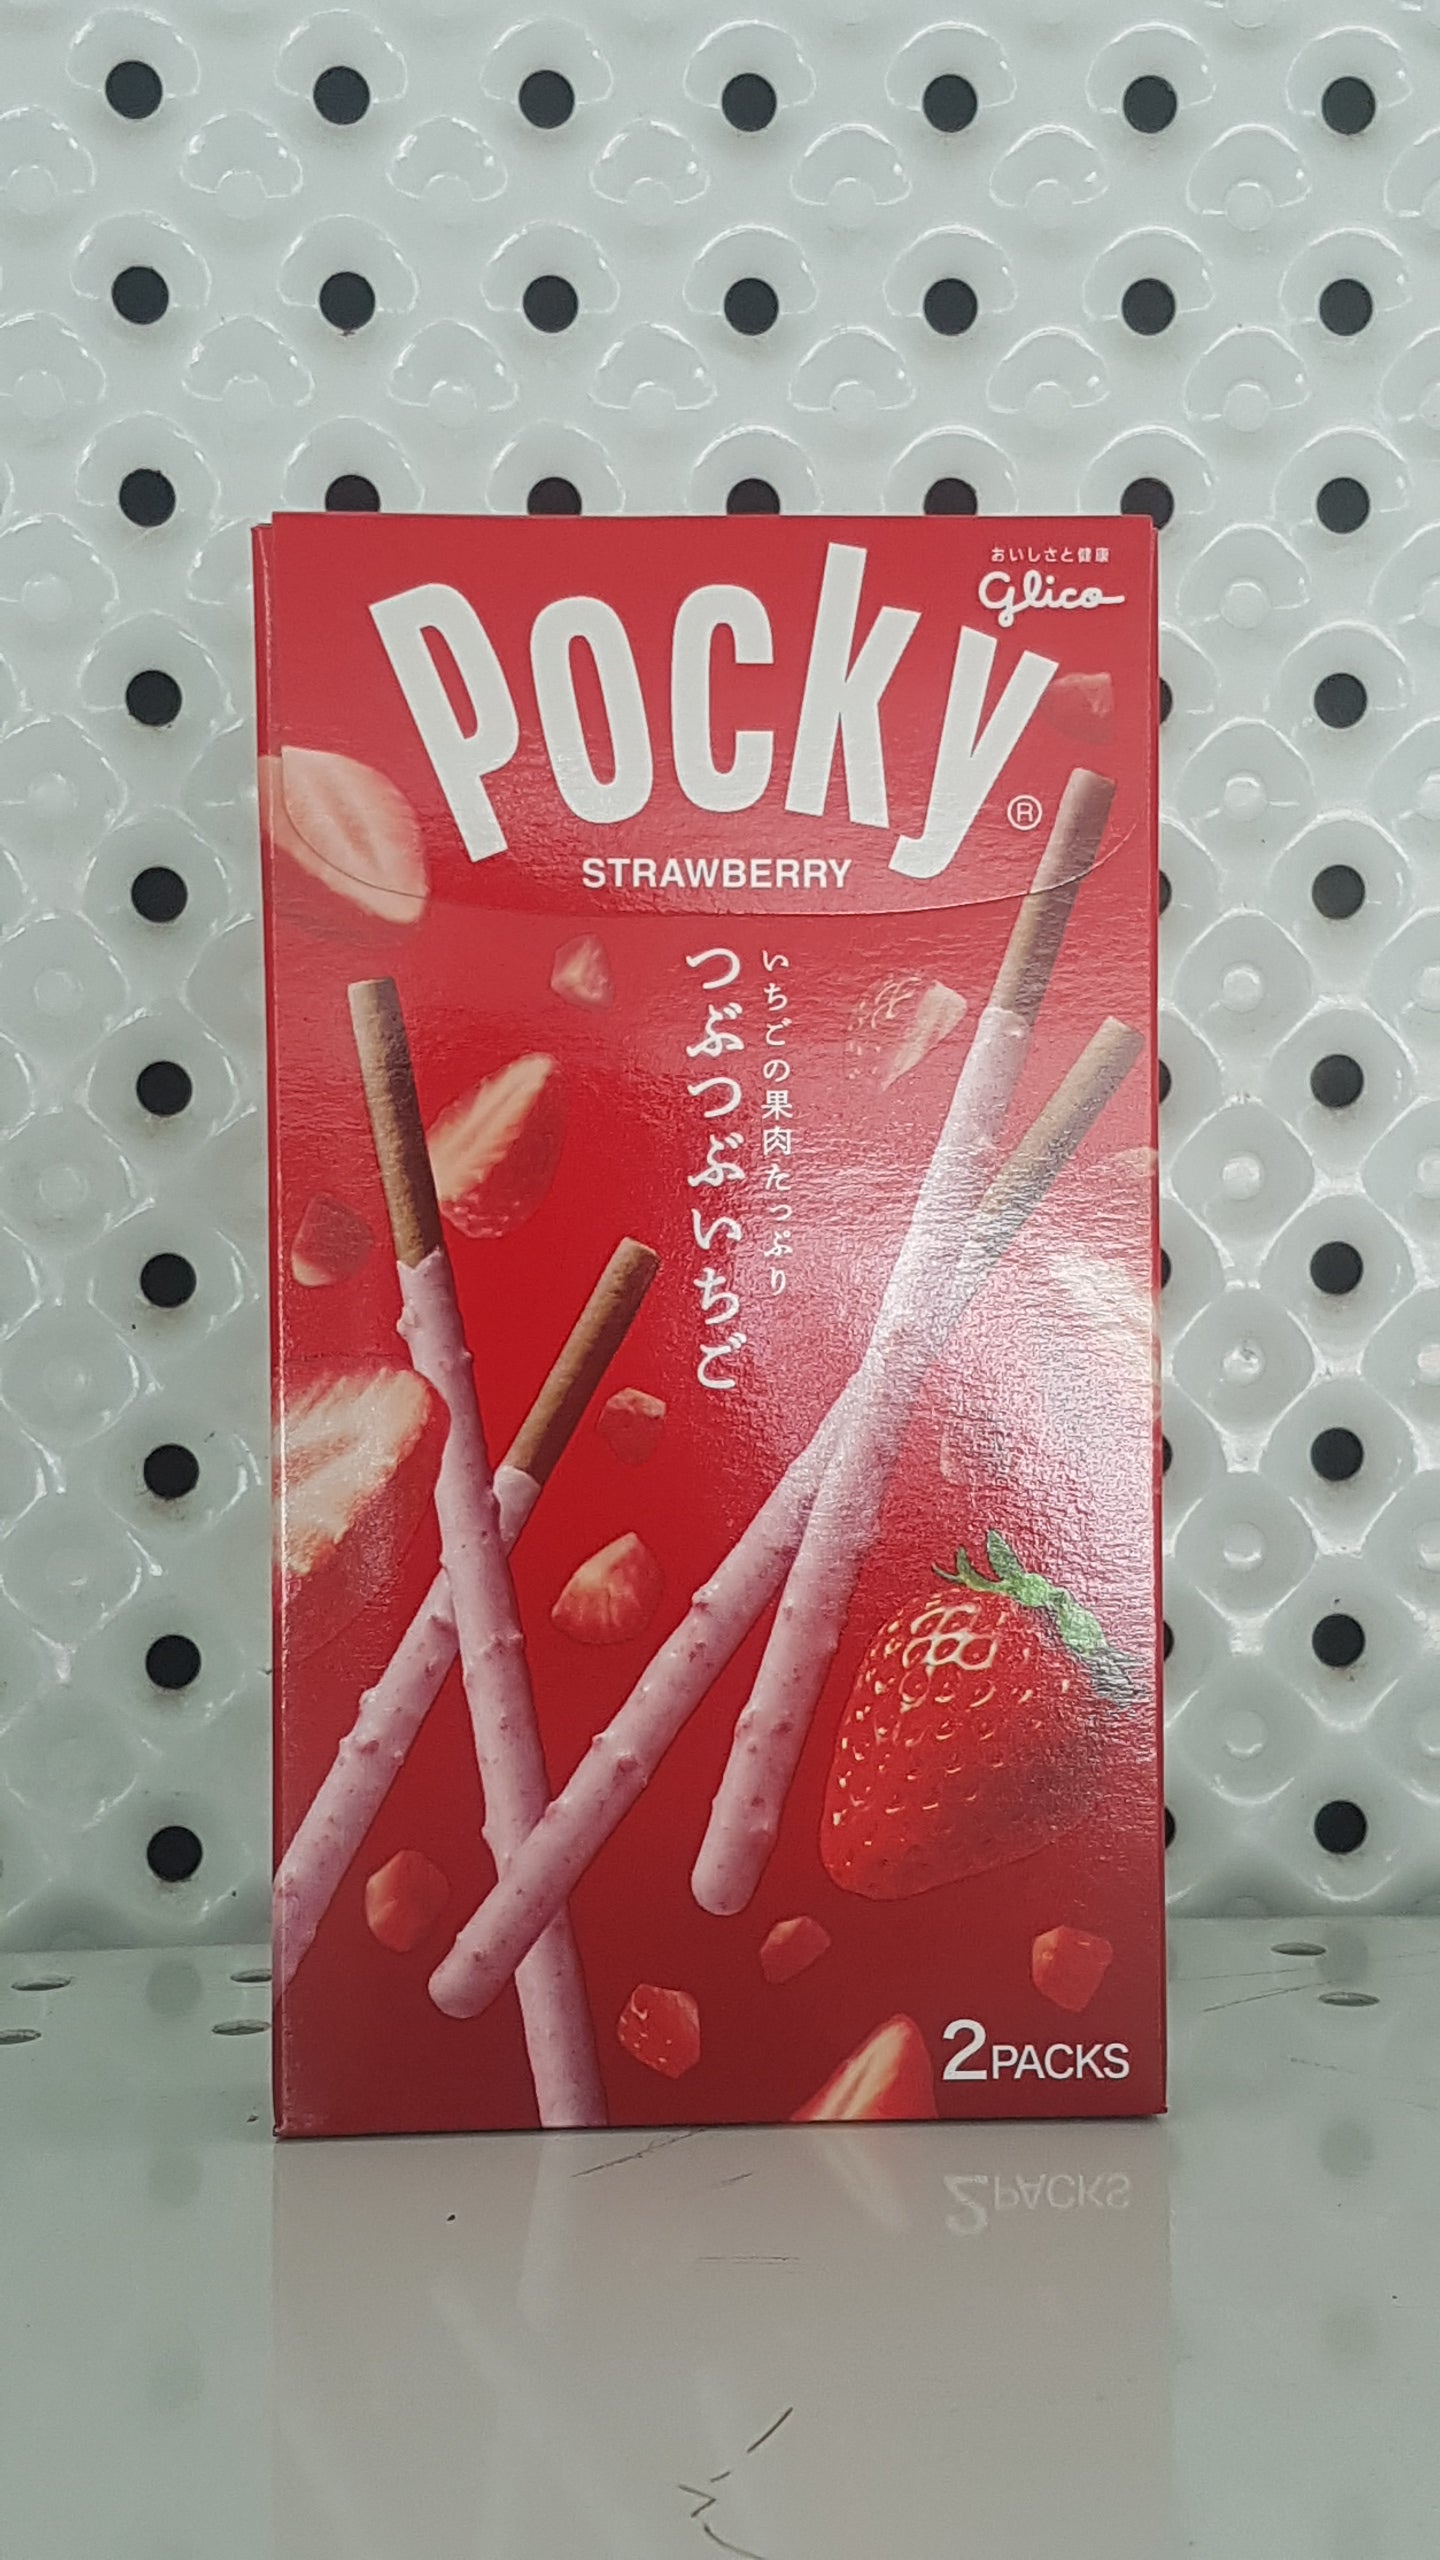 おいしさと健康
Glico
Pocky®
STRAWBERRY
いちごの果肉たっぷり
つぶつぶいちご
2PACKS